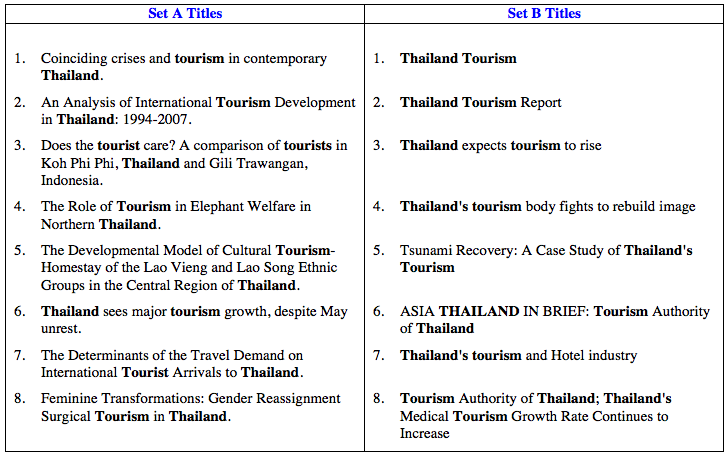 Set A Titles
Set B Titles
1. Coinciding crises and tourism in contemporary
Thailand.
2. An Analysis of International Tourism Development
in Thailand: 1994-2007.
3. Does the tourist care? A comparison of tourists in
Koh Phi Phi, Thailand and Gili Trawangan,
Indonesia.
4. The Role of Tourism in Elephant Welfare in
Northern Thailand.
5. The Developmental Model of Cultural Tourism-
Homestay of the Lao Vieng and Lao Song Ethnic
Groups in the Central Region of Thailand.
6. Thailand sees major tourism growth, despite May
unrest.
7. The Determinants of the Travel Demand on
International Tourist Arrivals to Thailand.
8. Feminine Transformations: Gender Reassignment
Surgical Tourism in Thailand.
1. Thailand Tourism
2. Thailand Tourism Report
3. Thailand expects tourism to rise
4. Thailand's tourism body fights to rebuild image
5. Tsunami Recovery: A Case Study of Thailand's
Tourism
6. ASIA THAILAND IN BRIEF: Tourism Authority
of Thailand
7. Thailand's tourism and Hotel industry
8. Tourism Authority of Thailand; Thailand's
Medical Tourism Growth Rate Continues to
Increase